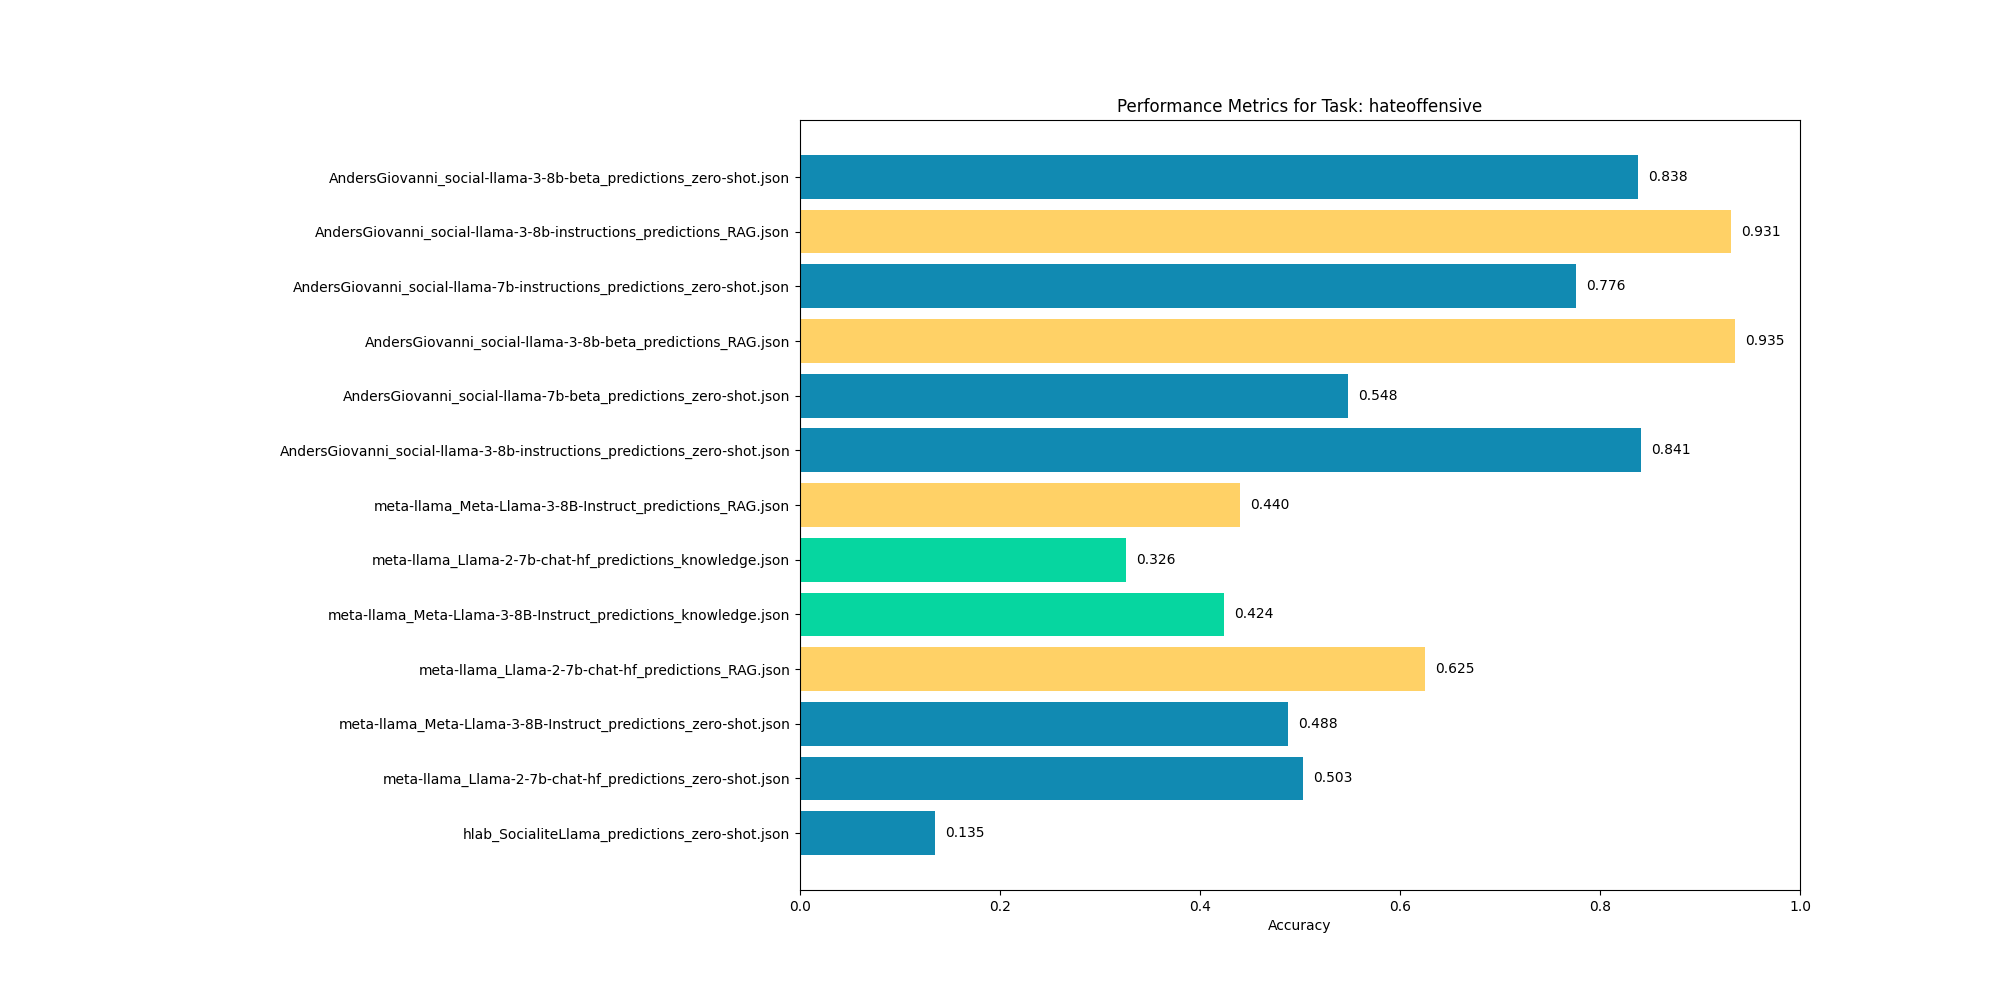 Performance Metrics for Task: hateoffensive
AndersGiovanni_social-llama-3-8b-beta_predictions_zero-shot.json 0.838
AndersGiovanni_social-llama-3-8b-instructions_predictions_RAG.json 0.931
AndersGiovanni_social-llama-7b-instructions_predictions_zero-shot.json 0.776
AndersGiovanni_social-llama-3-8b-beta_predictions_RAG.json 0.935
AndersGiovanni_social-llama-7b-beta_predictions_zero-shot.json 0.548
AndersGiovanni_social-llama-3-8b-instructions_predictions_zero-shot.json 0.841
meta-llama_Meta-Llama-3-8B-Instruct_predictions_RAG.json 0.440
meta-llama_Llama-2-7b-chat-hf_predictions_knowledge.json 0.326
meta-llama_Meta-Llama-3-8B-Instruct_predictions_knowledge.json 0.424
meta-llama_Llama-2-7b-chat-hf_predictions_RAG.json 0.625
meta-llama_Meta-Llama-3-8B-Instruct_predictions_zero-shot.json 0.488
meta-llama_Llama-2-7b-chat-hf_predictions_zero-shot.json 0.503
hlab_SocialiteLlama_predictions_zero-shot.json 0.135
0.0 0.2 0.4 0.6 0.8 1.0
Accuracy